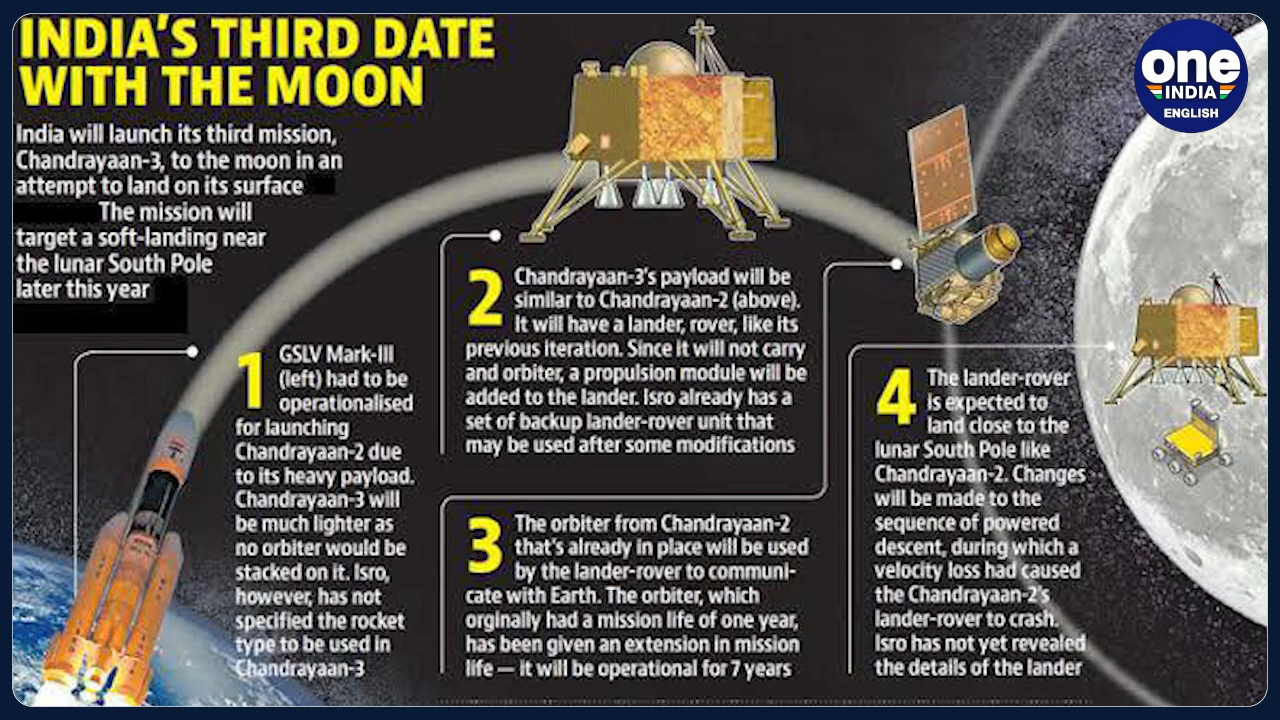 INDIA'S THIRD DATE
WITH THE MOON
India will launch its third mission,
Chandrayaan-3, to the moon in an
attempt to land on its surface
The mission will
target a soft-landing near
the lunar South Pole
later this year
one
INDIA
ENGLISH
1 GSLV Mark-III
(left) had to be
operationalised
for launching
Chandrayaan-2 due
to its heavy payload.
Chandrayaan-3 will
be much lighter as
no orbiter would be
stacked on it. Isro,
however, has not
specified the rocket
type to be used in
Chandrayaan-3
2 Chandrayaan-3's payload will be
similar to Chandrayaan-2 (above).
It will have a lander, rover, like its
previous iteration. Since it will not carry
and orbiter, a propulsion module will be
added to the lander. Isro already has a
set of backup lander-rover unit that
may be used after some modifications
3 The orbiter from Chandrayaan-2
that's already in place will be used
by the lander-rover to communi-
cate with Earth. The orbiter, which
orginally had a mission life of one year,
has been given an extension in mission
life — it will be operational for 7 years
4 The lander-rover
is expected to
land close to the
lunar South Pole like
Chandrayaan-2. Changes
will be made to the
sequence of powered
descent, during which a
velocity loss had caused
the Chandrayaan-2's
lander-rover to crash.
Isro has not yet revealed
the details of the lander